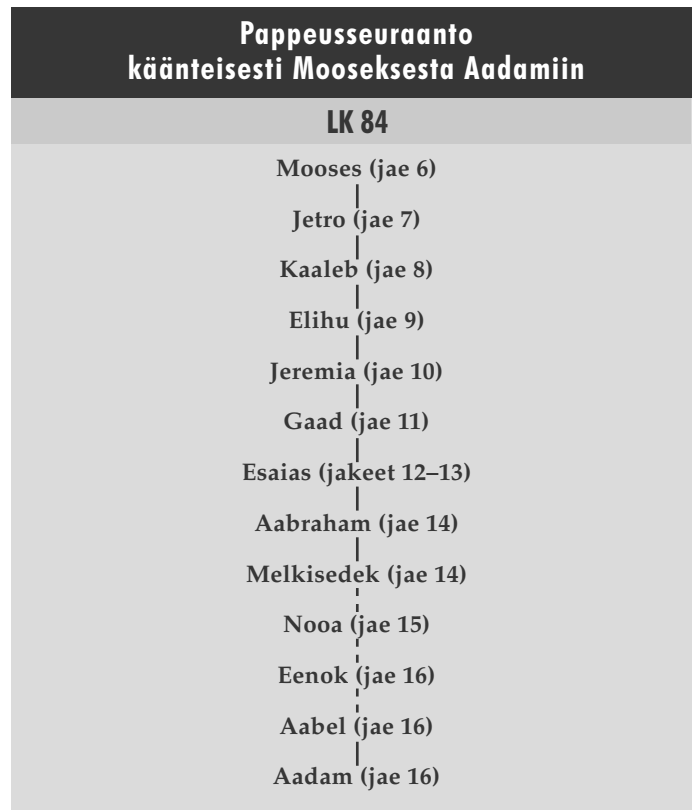 Pappeusseuraanto
käänteisesti Mooseksesta Aadamiin
LK 84
Mooses (jae 6)
Jetro (jae 7)
Kaaleb (jae 8)
Elihu (jae 9)
Jeremia (jae 10)
Gaad (jae 11)
Esaias (jakeet 12–13)
Aabraham (jae 14)
Melkisedek (jae 14)
Nooa (jae 15)
Eenok (jae 16)
Aabel (jae 16)
Aadam (jae 16)